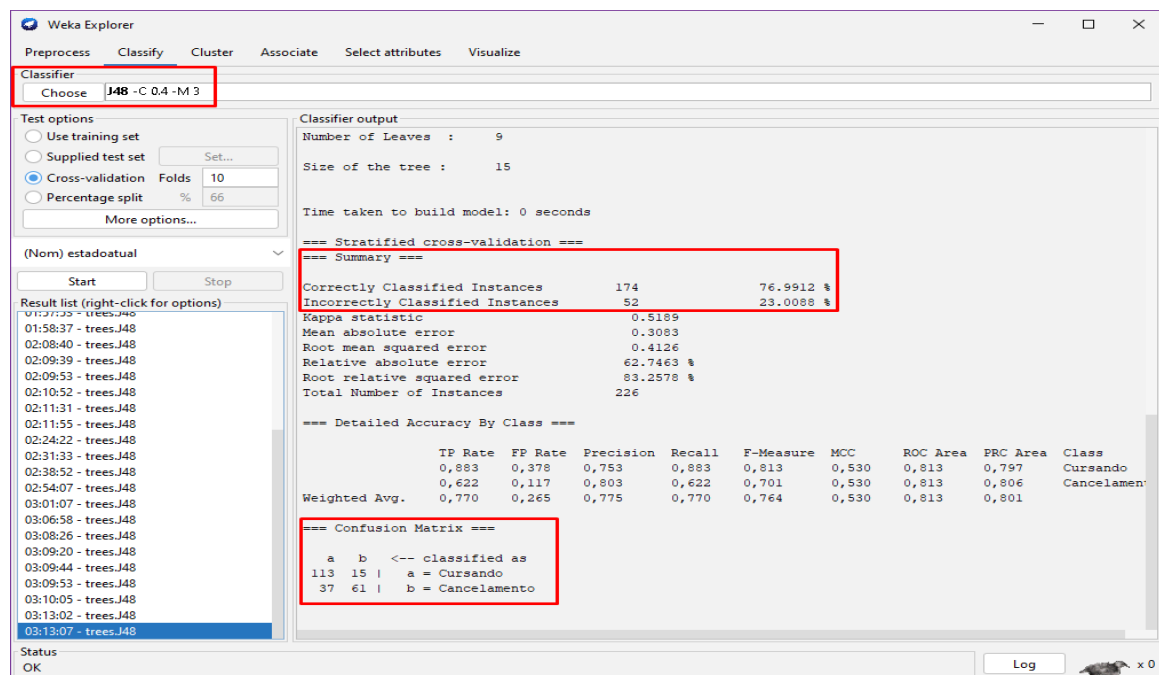 Weka Explorer
Preprocess Classify Cluster Associate Select attributes Visualize
Classifier
Choose J48 -C 0.4 -M 3
Test options
Use training set
Supplied test set Set...
Cross-validation Folds 10
Percentage split % 66
More options...
(Nom) estadoatual
Start Stop
Result list (right-click for options)
01:57:53 - trees.J48
01:58:37 - trees.J48
02:08:40 - trees.J48
02:09:39 - trees.J48
02:09:53 - trees.J48
02:10:52 - trees.J48
02:11:31 - trees.J48
02:11:55 - trees.J48
02:24:22 - trees.J48
02:31:33 - trees.J48
02:38:52 - trees.J48
02:54:07 - trees.J48
03:01:07 - trees.J48
03:06:58 - trees.J48
03:08:26 - trees.J48
03:09:20 - trees.J48
03:09:44 - trees.J48
03:09:53 - trees.J48
03:10:05 - trees.J48
03:13:02 - trees.J48
03:13:07 - trees.J48
Classifier output
Number of Leaves : 9
Size of the tree : 15
Time taken to build model: 0 seconds
=== Stratified cross-validation ===
=== Summary ===
Correctly Classified Instances 174 76.9912 %
Incorrectly Classified Instances 52 23.0088 %
Kappa statistic 0.5189
Mean absolute error 0.3083
Root mean squared error 0.4126
Relative absolute error 62.7463 %
Root relative squared error 83.2578 %
Total Number of Instances 226
=== Detailed Accuracy By Class ===
TP Rate FP Rate Precision Recall F-Measure MCC ROC Area PRC Area Class
0,883 0,378 0,753 0,883 0,813 0,530 0,813 0,797 Cursando
0,622 0,117 0,803 0,622 0,701 0,530 0,813 0,806 Cancelamen
Weighted Avg. 0,770 0,265 0,775 0,770 0,764 0,530 0,813 0,801
=== Confusion Matrix ===
a b <-- classified as
113 15 | a = Cursando
37 61 | b = Cancelamento
Status
OK
Log x 0